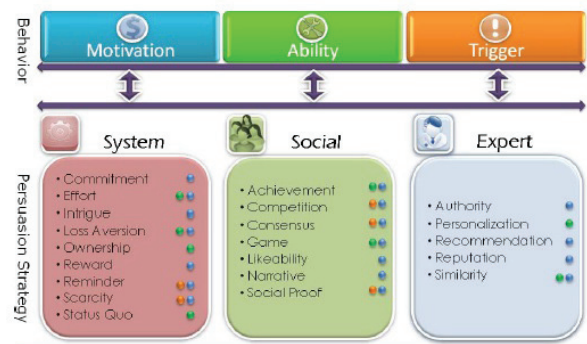 Behavior
Motivation
Ability
Trigger
Persuasion Strategy
System
• Commitment
• Effort
• Intrigue
• Loss Aversion
• Ownership
• Reward
• Reminder
• Scarcity
• Status Quo
Social
• Achievement
• Competition
• Consensus
• Game
• Likeability
• Narrative
• Social Proof
Expert
• Authority
• Personalization
• Recommendation
• Reputation
• Similarity